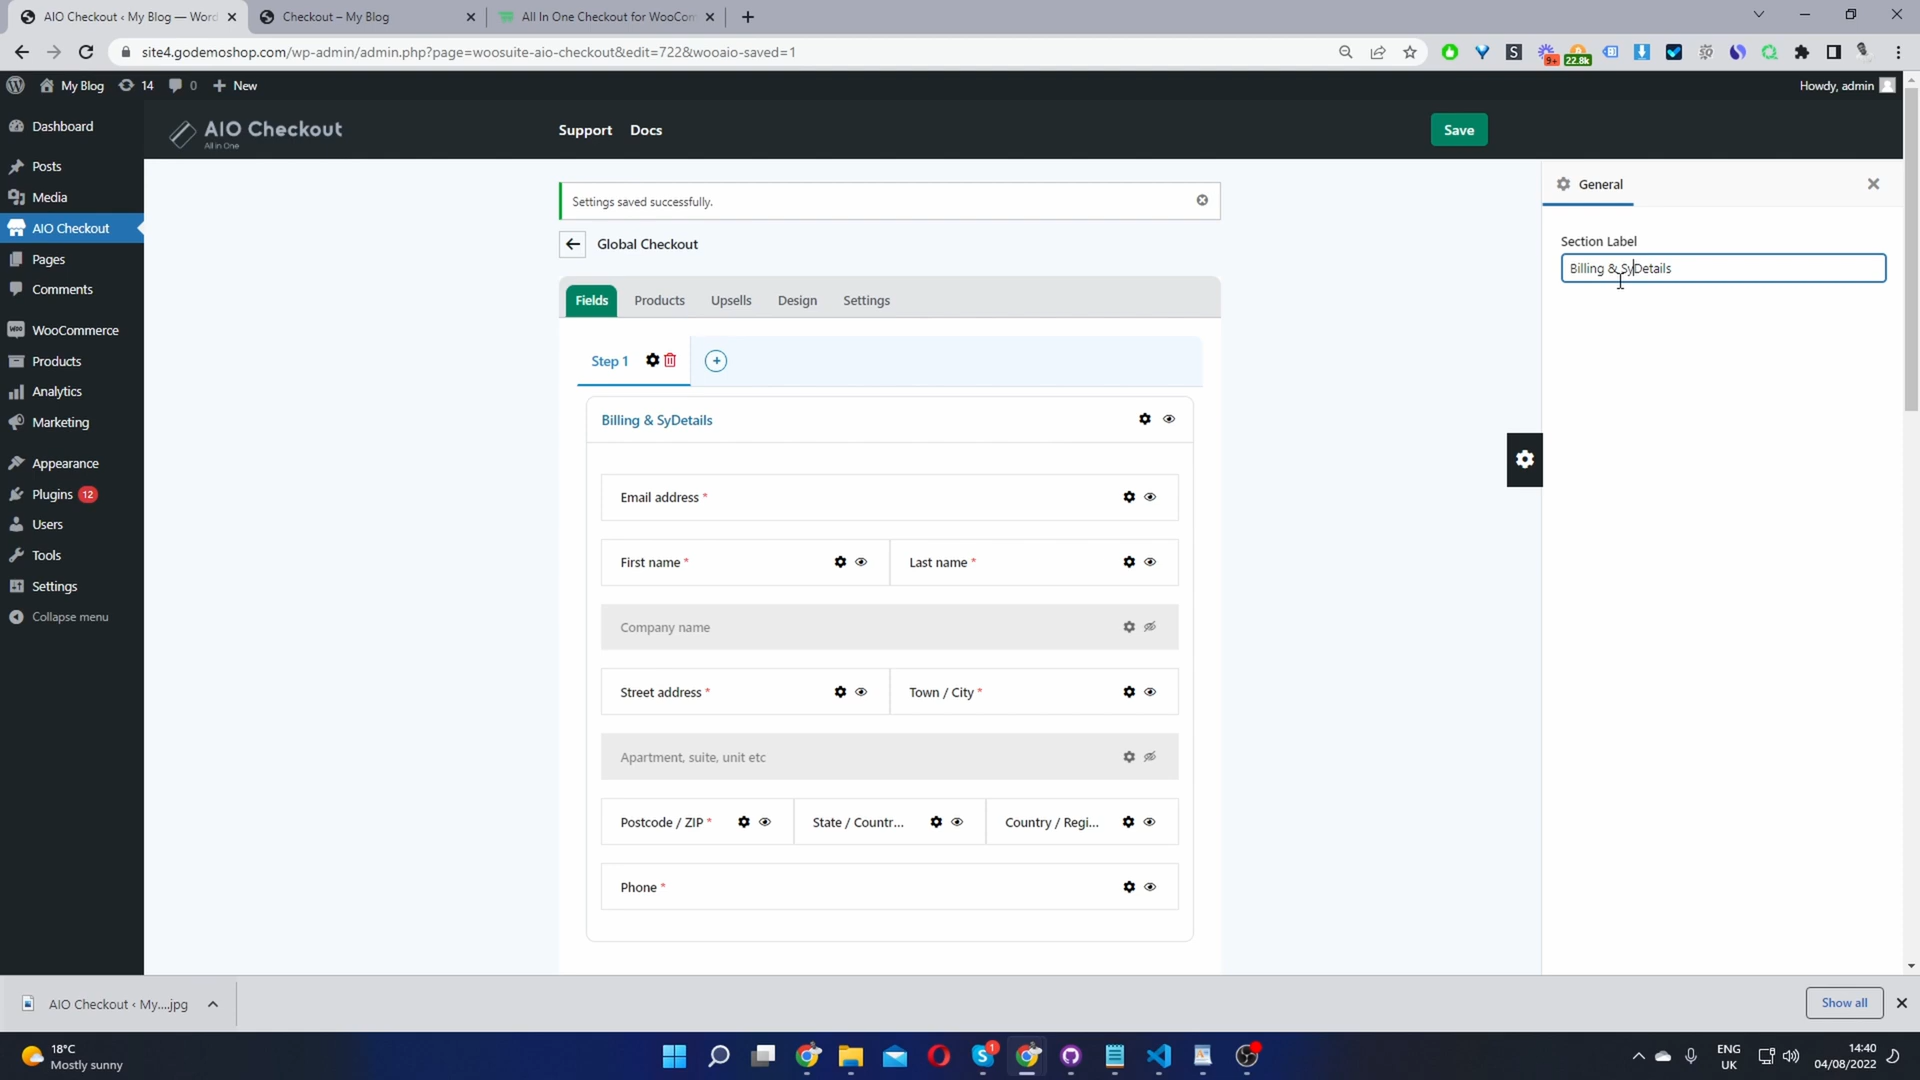 AIO Checkout ‹ My Blog — Word
Checkout – My Blog
All In One Checkout for WooCom
site4.godemoshop.com/wp-admin/admin.php?page=woosuite-aio-checkout&edit=722&wooaio-saved=1
9+
22.8k
My Blog
14
0
New
Howdy, admin
AIO Checkout
All in One
Support
Docs
Save
Dashboard
Posts
Media
AIO Checkout
Pages
Comments
WooCommerce
Products
Analytics
Marketing
Appearance
Plugins 12
Users
Tools
Settings
Collapse menu
Settings saved successfully.
Global Checkout
Fields
Products
Upsells
Design
Settings
Step 1
Billing & SyDetails
Email address *
First name *
Last name *
Company name
Street address *
Town / City *
Apartment, suite, unit etc
Postcode / ZIP *
State / Countr...
Country / Regi...
Phone *
General
Section Label
Billing & SyDetails
AIO Checkout ‹ My....jpg
Show all
18°C
Mostly sunny
1
ENG
UK
14:40
04/08/2022